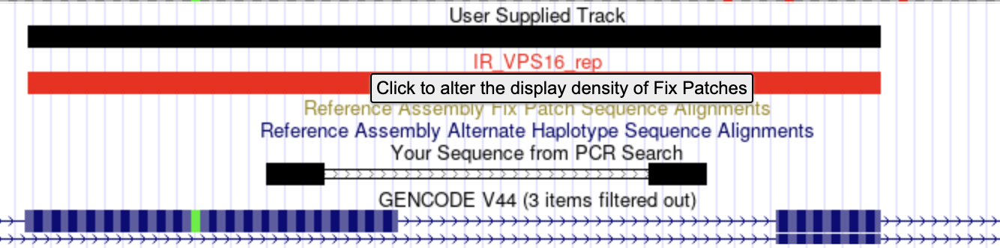 User Supplied Track
IR_VPS16_rep
Click to alter the display density of Fix Patches
Reference Assembly Fix Patch Sequence Alignments
Reference Assembly Alternate Haplotype Sequence Alignments
Your Sequence from PCR Search
GENCODE V44 (3 items filtered out)